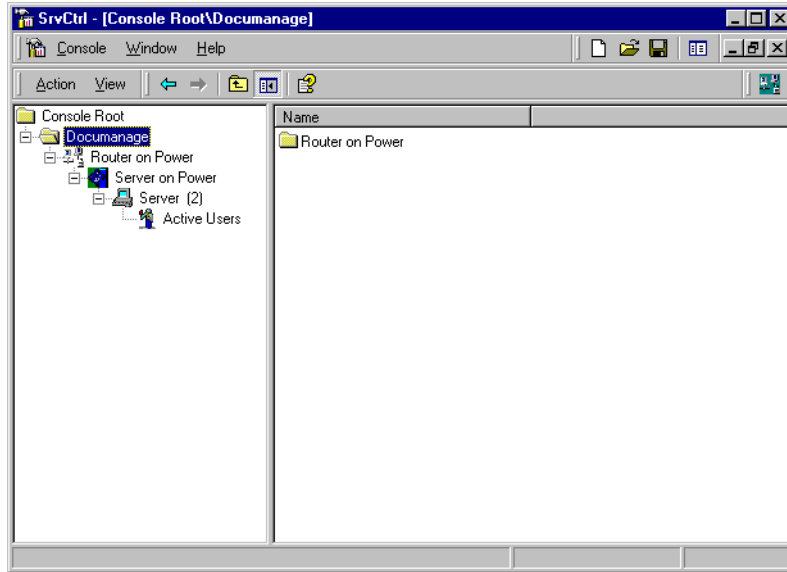 SrvCtrl - [Console Root\Documanage]
Console Window Help
Action View
Console Root
Name
Documanage
Router on Power
Router on Power
Server on Power
Server (2)
Active Users